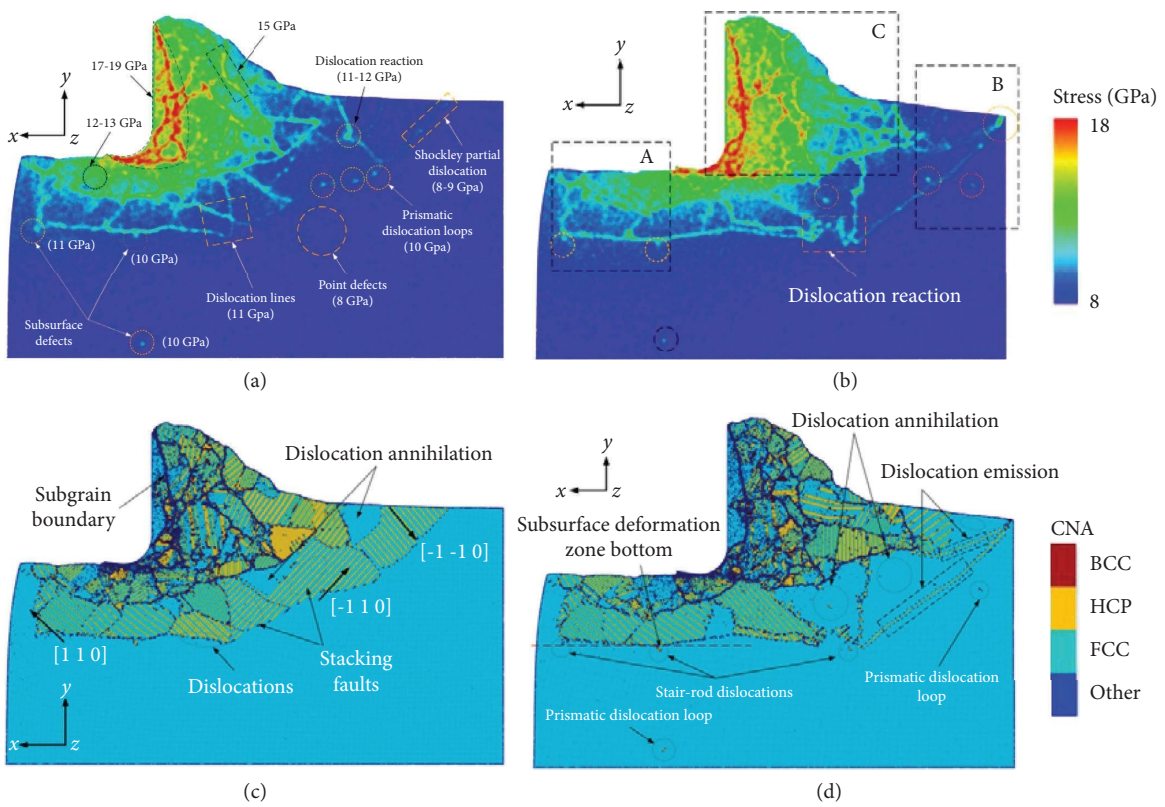 15 GPa
17-19 GPa
Dislocation reaction
(11-12 GPa)
y
x
z
12-13 GPa
Shockley partial
dislocation
(8-9 Gpa)
Prismatic
dislocation loops
(10 Gpa)
(11 GPa)
(10 GPa)
Point defects
(8 GPa)
Dislocation lines
(11 Gpa)
Subsurface
defects
(10 GPa)
(a)
C
B
A
y
x
z
Dislocation reaction
(b)
Stress (GPa)
18
8
Dislocation annihilation
Subgrain
boundary
[-1 -1 0]
[-1 1 0]
[1 1 0]
Stacking
faults
Dislocations
y
x
z
(c)
Dislocation annihilation
y
x
z
Dislocation emission
Subsurface deformation
zone bottom
Stair-rod dislocations
Prismatic dislocation
loop
Prismatic dislocation loop
(d)
CNA
BCC
HCP
FCC
Other